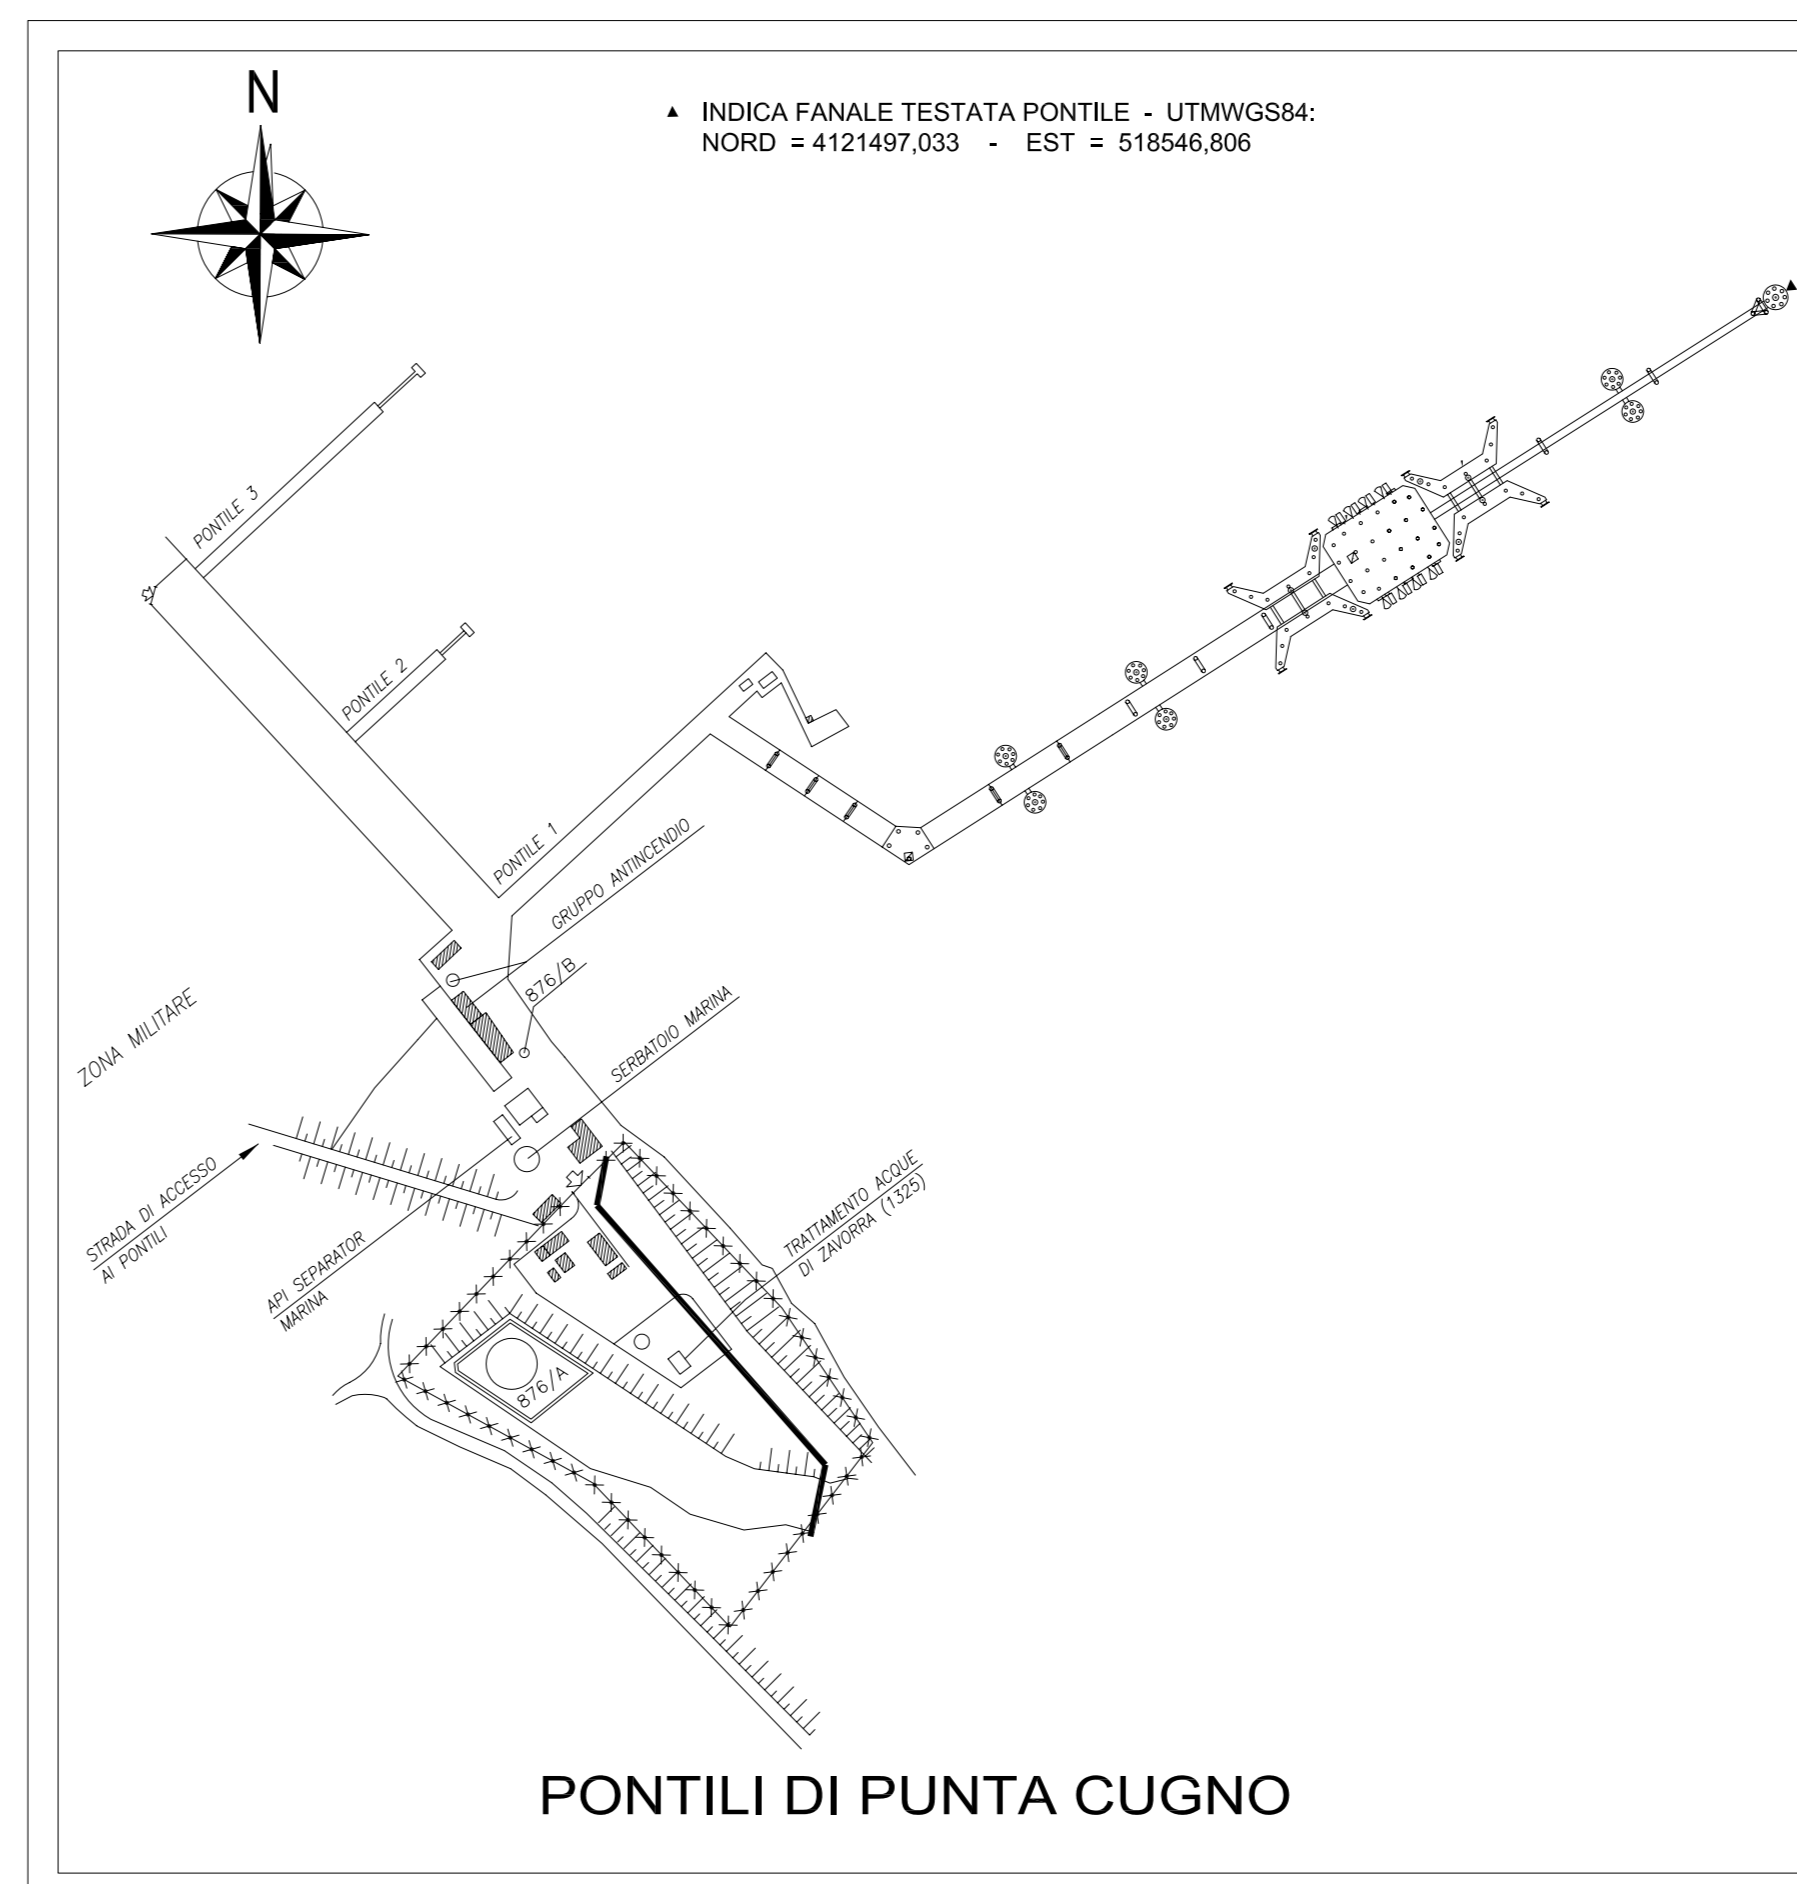 N
▲ INDICA FANALE TESTATA PONTILE - UTMWGS84:
NORD = 4121497,033 - EST = 518546,806
PONTILE 3
PONTILE 2
PONTILE 1
GRUPPO ANTINCENDIO
876/B
ZONA MILITARE
SERBATOIO MARINA
STRADA DI ACCESSO
AI PONTILI
API SEPARATOR
MARINA
TRATTAMENTO ACQUE
DI ZAVORRA (1325)
876/A
PONTILI DI PUNTA CUGNO